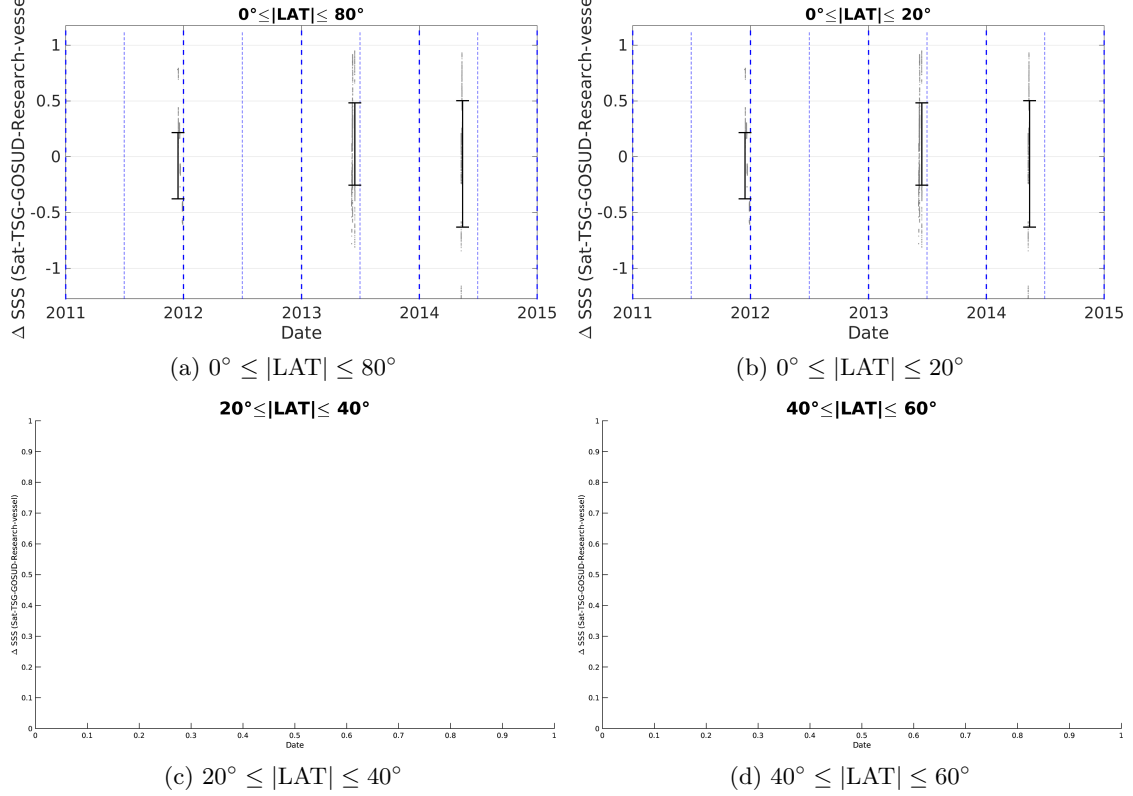 0°≤|LAT|≤ 80°
Δ SSS (Sat-TSG-GOSUD-Research-vesse
1
0.5
0
-0.5
-1
2011 2012 2013 2014 2015
Date
(a) 0° ≤ |LAT| ≤ 80°
0°≤|LAT|≤ 20°
Δ SSS (Sat-TSG-GOSUD-Research-vesse
1
0.5
0
-0.5
-1
2011 2012 2013 2014 2015
Date
(b) 0° ≤ |LAT| ≤ 20°
20°≤|LAT|≤ 40°
Δ SSS (Sat-TSG-GOSUD-Research-vessel)
1
0.9
0.8
0.7
0.6
0.5
0.4
0.3
0.2
0.1
0
0 0.1 0.2 0.3 0.4 0.5 0.6 0.7 0.8 0.9 1
Date
(c) 20° ≤ |LAT| ≤ 40°
40°≤|LAT|≤ 60°
Δ SSS (Sat-TSG-GOSUD-Research-vessel)
1
0.9
0.8
0.7
0.6
0.5
0.4
0.3
0.2
0.1
0
0 0.1 0.2 0.3 0.4 0.5 0.6 0.7 0.8 0.9 1
Date
(d) 40° ≤ |LAT| ≤ 60°